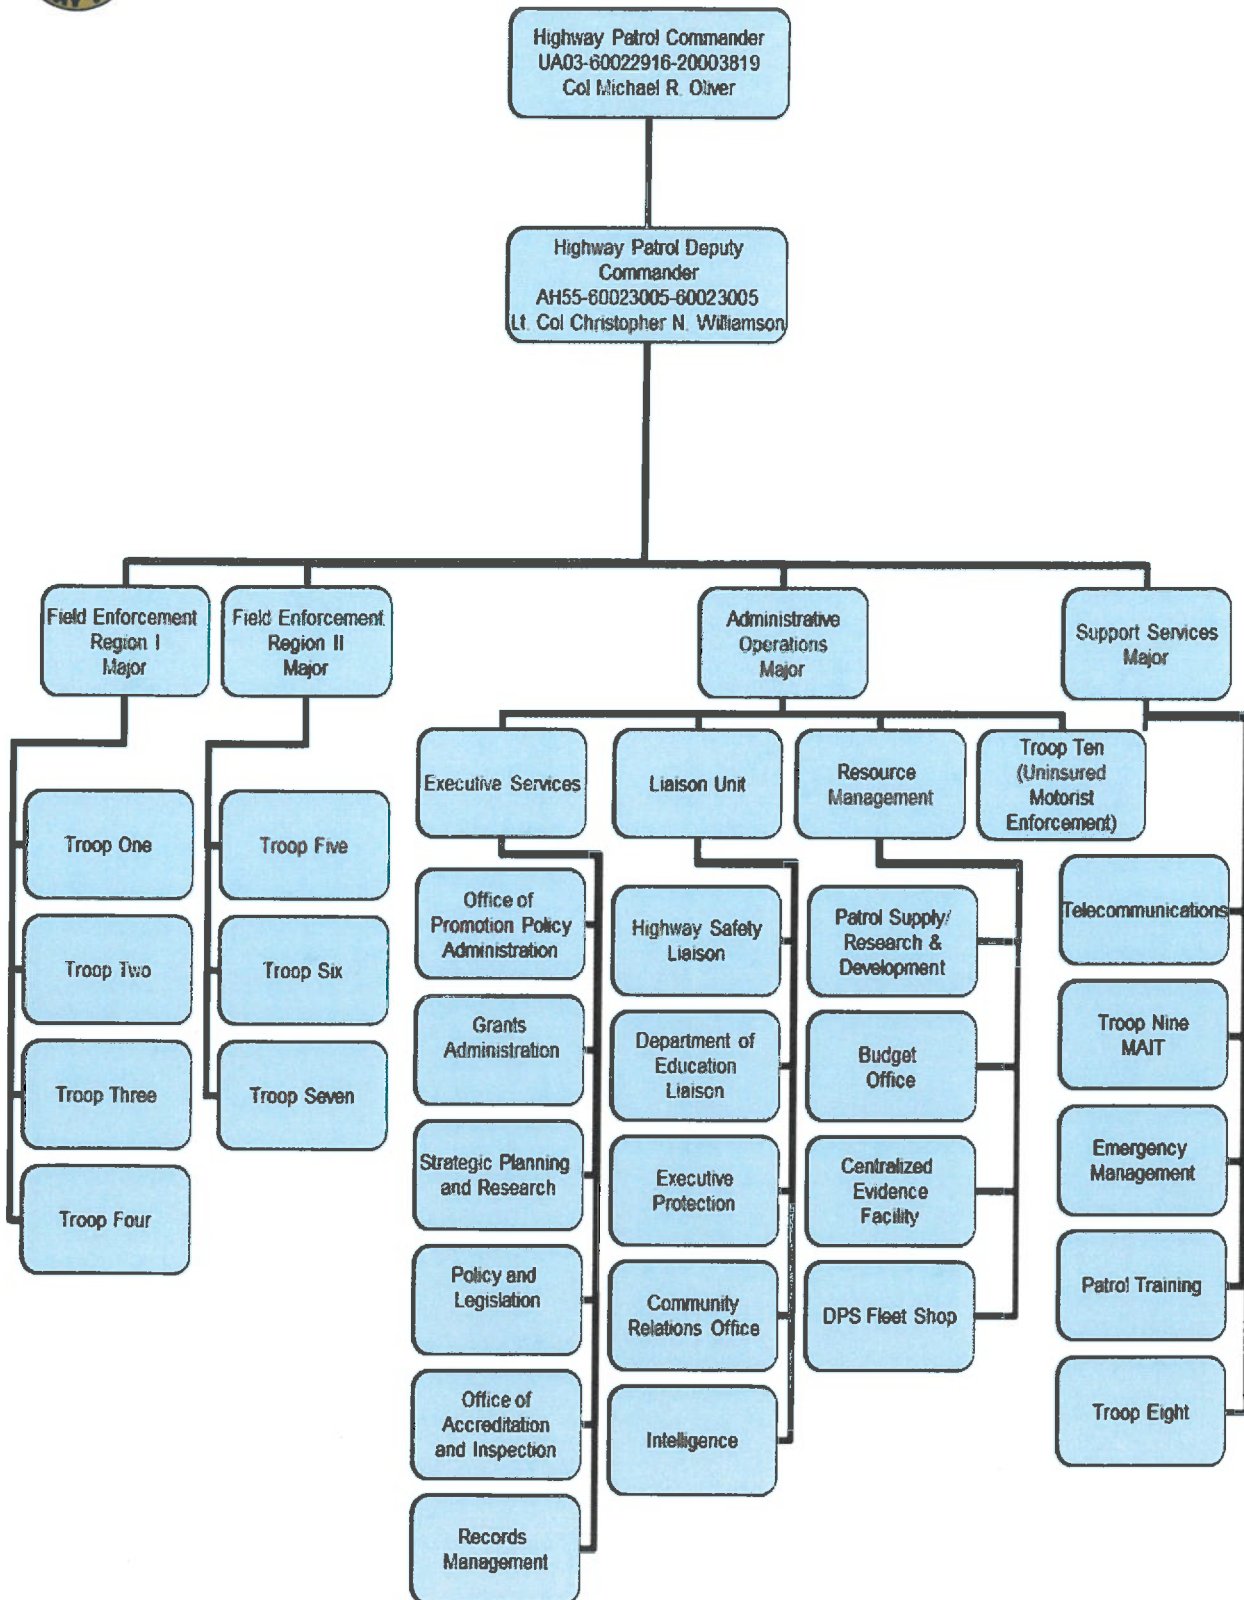 Highway Patrol Commander
UA03-60022916-20003819
Col Michael R. Oliver
Highway Patrol Deputy
Commander
AH55-60023005-60023005
Lt. Col Christopher N. Williamson
Field Enforcement
Region I
Major
Field Enforcement
Region II
Major
Administrative
Operations
Major
Support Services
Major
Executive Services
Liaison Unit
Resource
Management
Troop Ten
(Uninsured
Motorist
Enforcement)
Troop One
Troop Two
Troop Three
Troop Four
Troop Five
Troop Six
Troop Seven
Office of
Promotion Policy
Administration
Grants
Administration
Strategic Planning
and Research
Policy and
Legislation
Office of
Accreditation
and Inspection
Records
Management
Highway Safety
Liaison
Department of
Education
Liaison
Executive
Protection
Community
Relations Office
Intelligence
Patrol Supply/
Research &
Development
Budget
Office
Centralized
Evidence
Facility
DPS Fleet Shop
Telecommunications
Troop Nine
MAIT
Emergency
Management
Patrol Training
Troop Eight